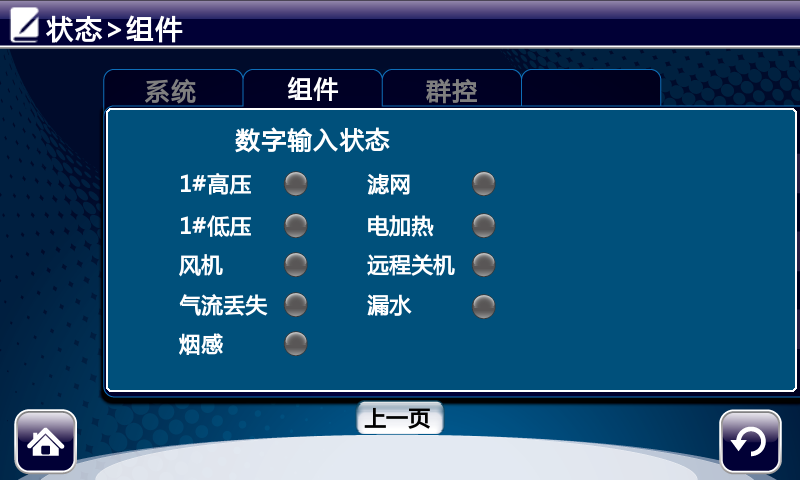 状态>组件
系统 组件 群控
数字输入状态
1#高压 滤网
1#低压 电加热
风机 远程关机
气流丢失 漏水
烟感
上一页